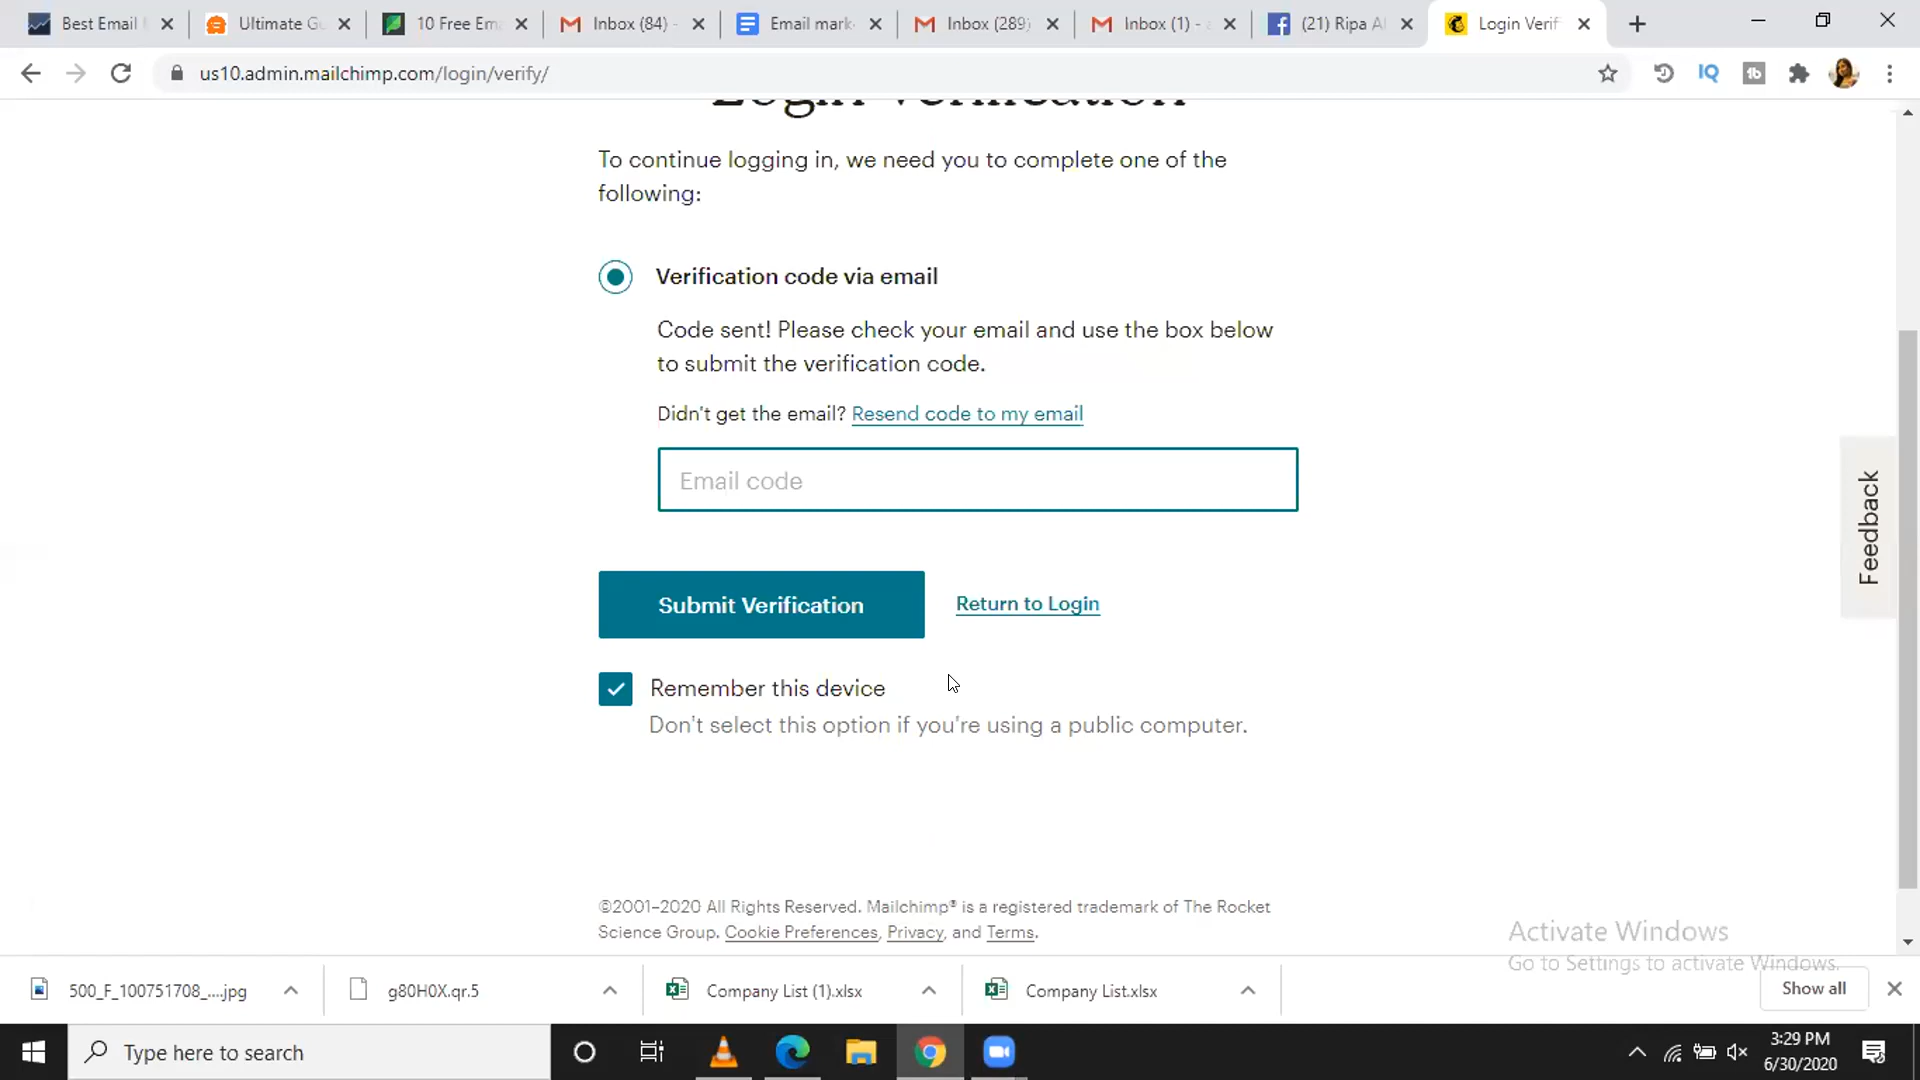 Best Email
Ultimate Gu
10 Free Ema
Inbox (84) -
Email mark
Inbox (289)
Inbox (1) -
(21) Ripa Al
Login Verif
us10.admin.mailchimp.com/login/verify/
Login Verification
To continue logging in, we need you to complete one of the
following:
Verification code via email
Code sent! Please check your email and use the box below
to submit the verification code.
Didn't get the email? Resend code to my email
Email code
Submit Verification
Return to Login
Remember this device
Don't select this option if you're using a public computer.
Feedback
©2001–2020 All Rights Reserved. Mailchimp® is a registered trademark of The Rocket
Science Group. Cookie Preferences, Privacy, and Terms.
Activate Windows
Go to Settings to activate Windows.
500_F_100751708_....jpg
g80H0X.qr.5
Company List (1).xlsx
Company List.xlsx
Show all
Type here to search
3:29 PM
6/30/2020